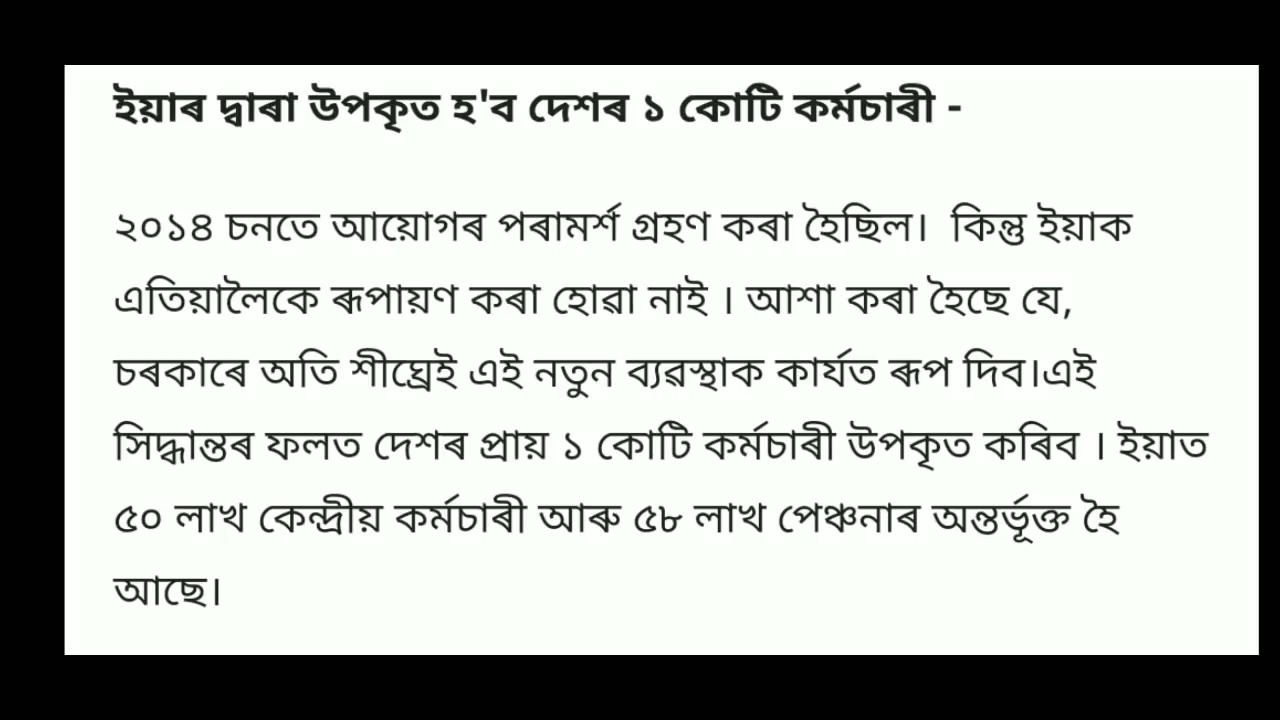 ইয়াৰ দ্বাৰা উপকৃত হ'ব দেশৰ ১ কোটি কৰ্মচাৰী -
২০১৪ চনতে আয়োগৰ পৰামৰ্শ গ্ৰহণ কৰা হৈছিল। কিন্তু ইয়াক
এতিয়ালৈকে ৰূপায়ণ কৰা হোৱা নাই । আশা কৰা হৈছে যে,
চৰকাৰে অতি শীঘ্ৰেই এই নতুন ব্যৱস্থাক কাৰ্যত ৰূপ দিব।এই
সিদ্ধান্তৰ ফলত দেশৰ প্ৰায় ১ কোটি কৰ্মচাৰী উপকৃত কৰিব । ইয়াত
৫০ লাখ কেন্দ্ৰীয় কৰ্মচাৰী আৰু ৫৮ লাখ পেঞ্চনাৰ অন্তৰ্ভূক্ত হৈ
আছে।